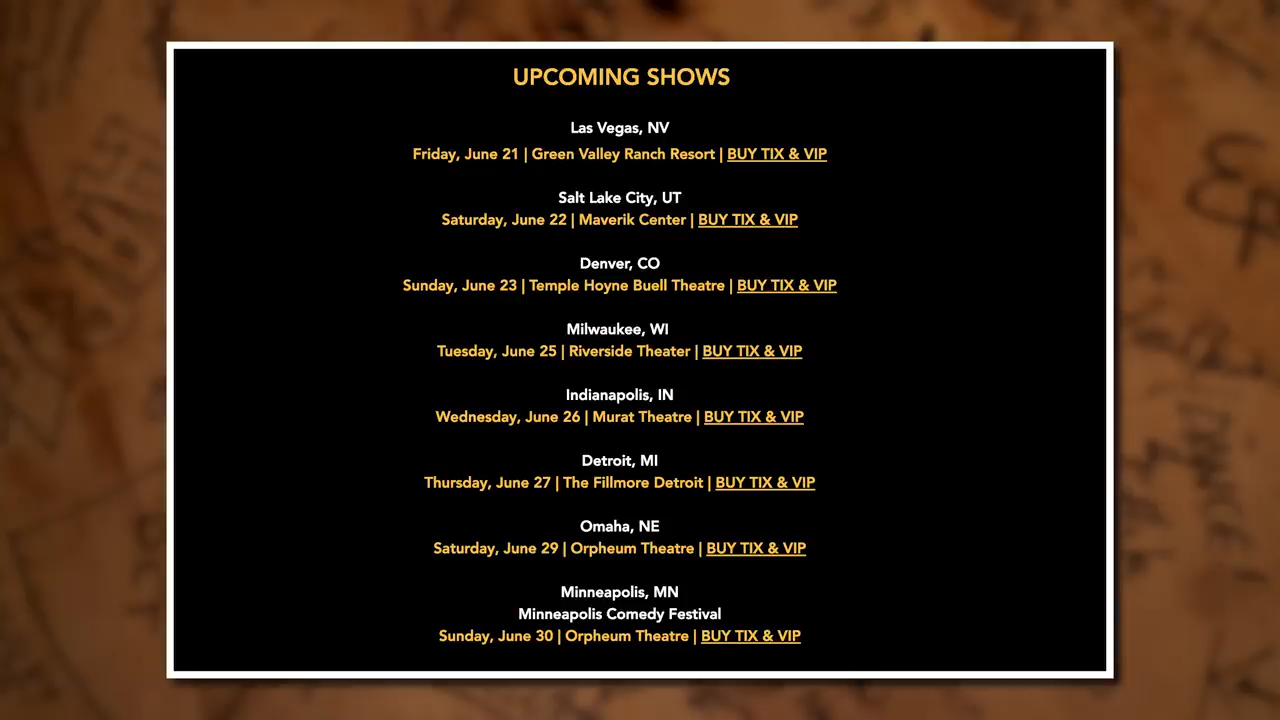 UPCOMING SHOWS
Las Vegas, NV
Friday, June 21 | Green Valley Ranch Resort | BUY TIX & VIP
Salt Lake City, UT
Saturday, June 22 | Maverik Center | BUY TIX & VIP
Denver, CO
Sunday, June 23 | Temple Hoyne Buell Theatre | BUY TIX & VIP
Milwaukee, WI
Tuesday, June 25 | Riverside Theater | BUY TIX & VIP
Indianapolis, IN
Wednesday, June 26 | Murat Theatre | BUY TIX & VIP
Detroit, MI
Thursday, June 27 | The Fillmore Detroit | BUY TIX & VIP
Omaha, NE
Saturday, June 29 | Orpheum Theatre | BUY TIX & VIP
Minneapolis, MN
Minneapolis Comedy Festival
Sunday, June 30 | Orpheum Theatre | BUY TIX & VIP